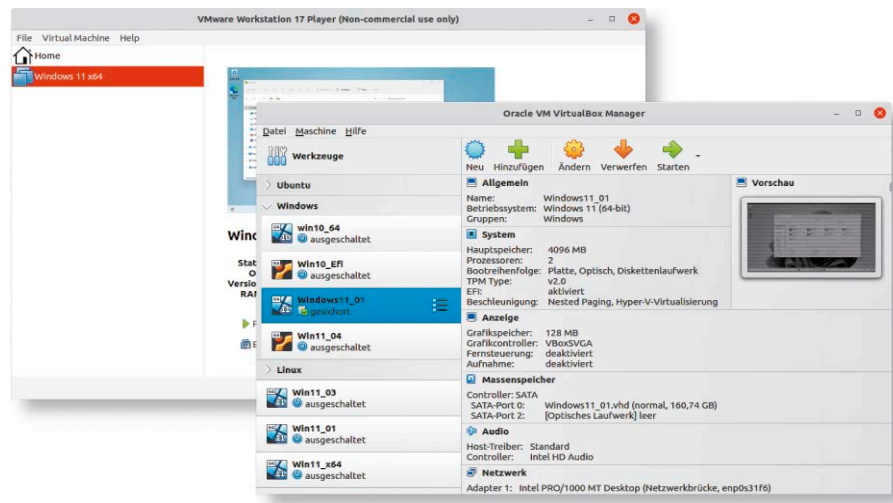 VMware Workstation 17 Player (Non-commercial use only)
File Virtual Machine Help
Home
Windows 11 x64
Oracle VM VirtualBox Manager
Datei Maschine Hilfe
Werkzeuge
Neu Hinzufügen Ändern Verwerfen Starten
Ubuntu
Windows
win10_64
ausgeschaltet
Win10_Efi
ausgeschaltet
Windows11_01
gesichert
Win11_04
ausgeschaltet
Linux
Win11_03
ausgeschaltet
Win11_01
ausgeschaltet
Win11_x64
ausgeschaltet
Allgemein
Name: Windows11_01
Betriebssystem: Windows 11 (64-bit)
Gruppen: Windows
System
Hauptspeicher: 4096 MB
Prozessoren: 2
Bootreihenfolge: Platte, Optisch, Diskettenlaufwerk
TPM Type: v2.0
EFI: aktiviert
Beschleunigung: Nested Paging, Hyper-V-Virtualisierung
Anzeige
Grafikspeicher: 128 MB
Grafikcontroller: VBoxSVGA
Fernsteuerung: deaktiviert
Aufnahme: deaktiviert
Massenspeicher
Controller: SATA
SATA-Port 0: Windows11_01.vhd (normal, 160,74 GB)
SATA-Port 2: [Optisches Laufwerk] leer
Audio
Host-Treiber: Standard
Controller: Intel HD Audio
Netzwerk
Adapter 1: Intel PRO/1000 MT Desktop (Netzwerkbrücke, enp0s31f6)
Vorschau